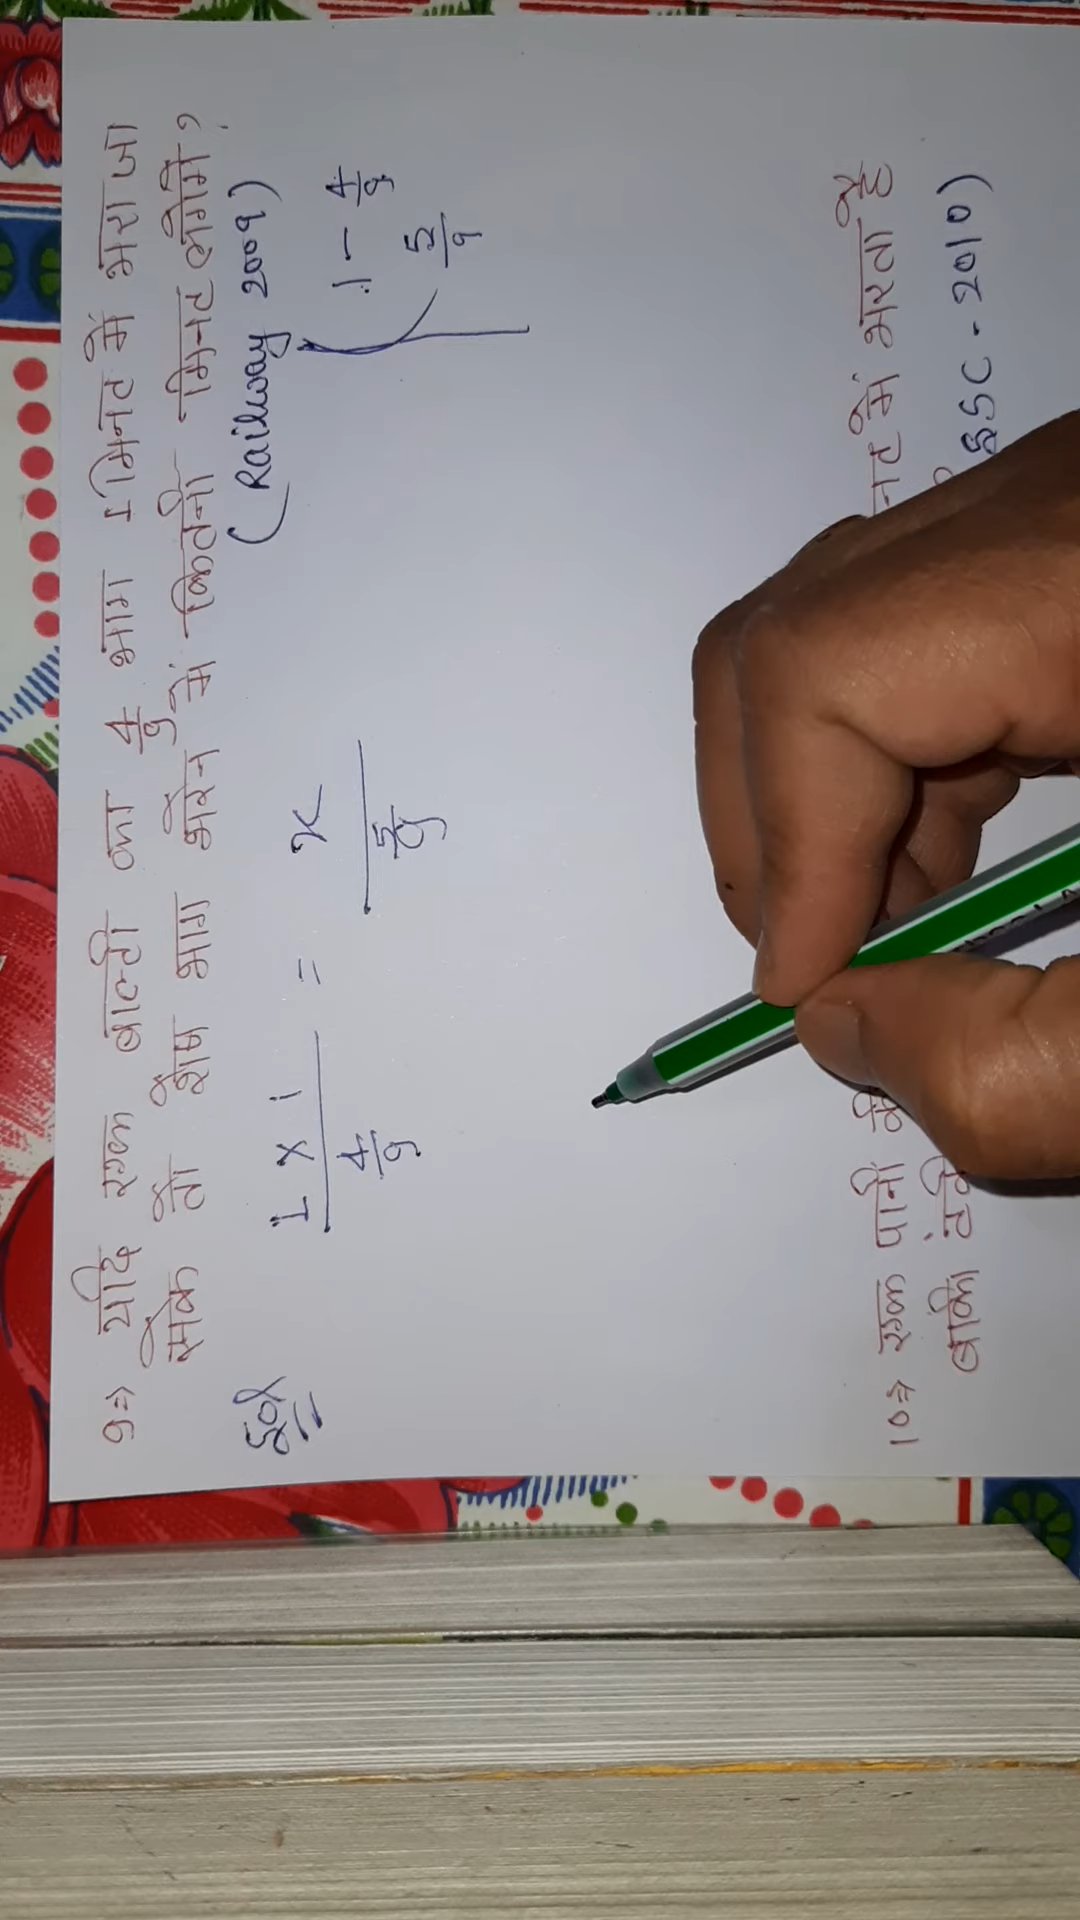 9⇒ यदि एक बाल्टी का 4/9 भाग 1 मिनट में भरा जा
सके तो शेष भाग भरने में कितनी मिनट लगेंगे?
(Railway 2009)
Sol
1 × 1 / 4/9 = x / 5/9
1 - 4/9
5/9
10⇒ एक पानी नट में भरता है
बाकी SSC - 2010)